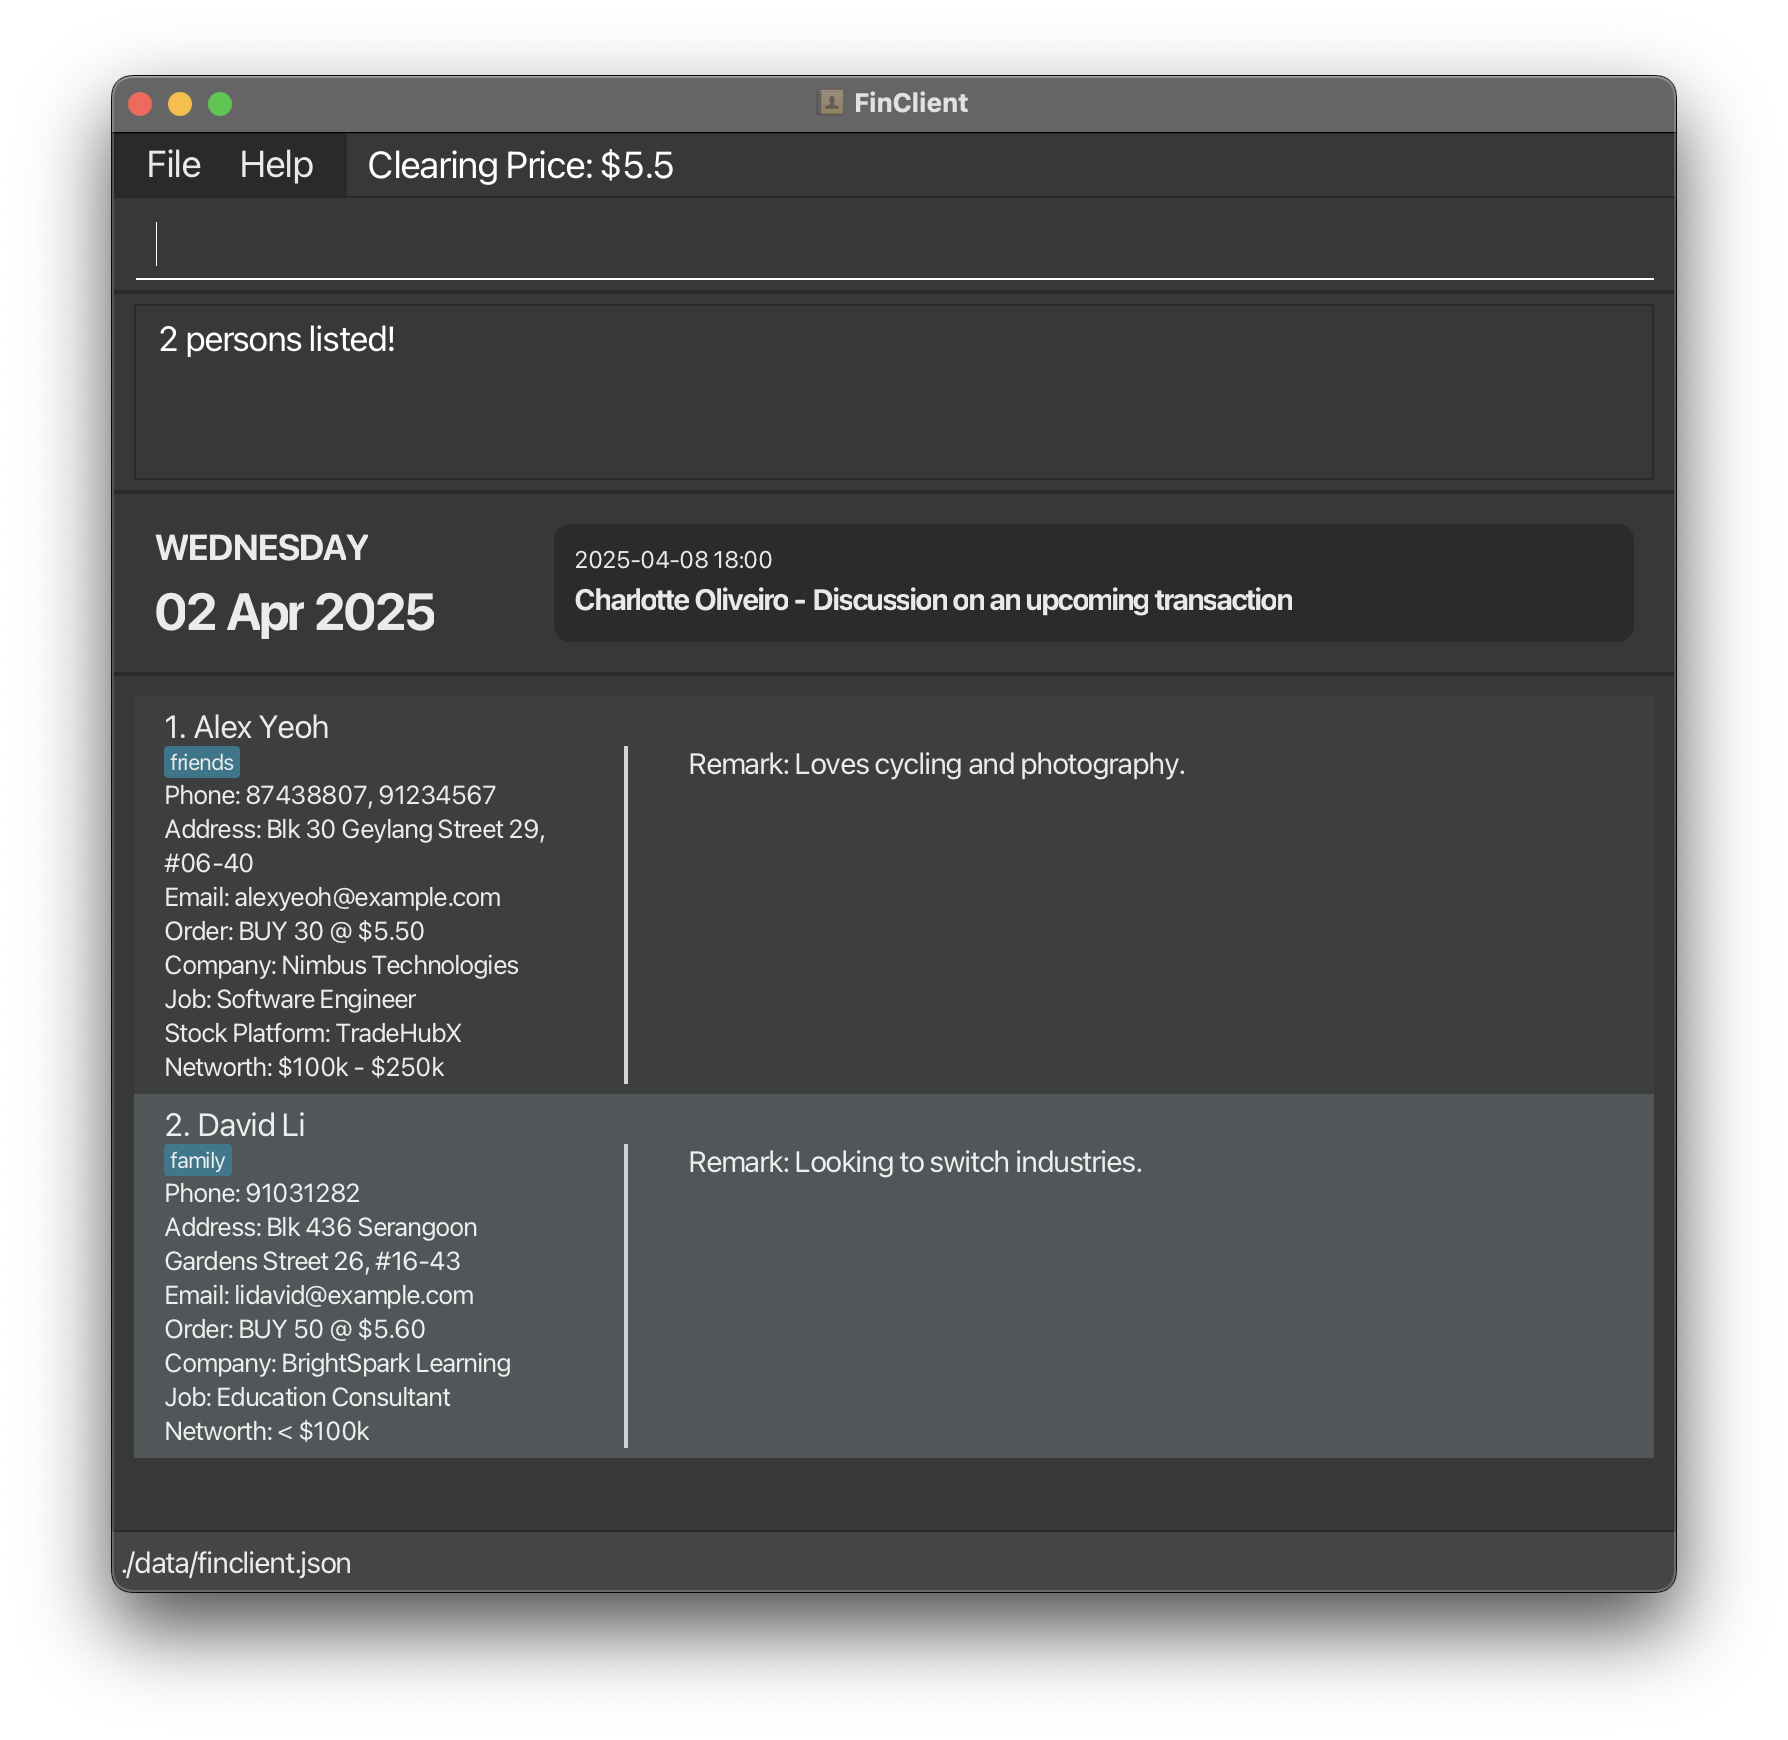 FinClient
File Help Clearing Price: $5.5
2 persons listed!
WEDNESDAY
02 Apr 2025
2025-04-08 18:00
Charlotte Oliveiro - Discussion on an upcoming transaction
1. Alex Yeoh
friends
Phone: 87438807, 91234567
Address: Blk 30 Geylang Street 29,
#06-40
Email: alexyeoh@example.com
Order: BUY 30 @ $5.50
Company: Nimbus Technologies
Job: Software Engineer
Stock Platform: TradeHubX
Networth: $100k - $250k
Remark: Loves cycling and photography.
2. David Li
family
Phone: 91031282
Address: Blk 436 Serangoon
Gardens Street 26, #16-43
Email: lidavid@example.com
Order: BUY 50 @ $5.60
Company: BrightSpark Learning
Job: Education Consultant
Networth: < $100k
Remark: Looking to switch industries.
./data/finclient.json